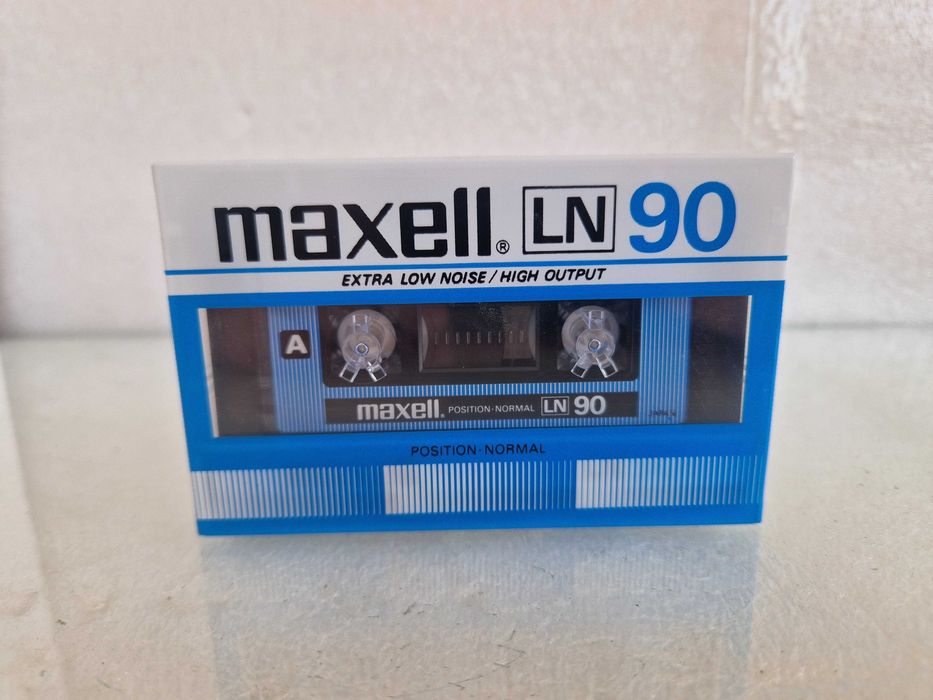 maxell® LN 90
EXTRA LOW NOISE/HIGH OUTPUT
A
maxell. POSITION·NORMAL LN 90
POSITION·NORMAL